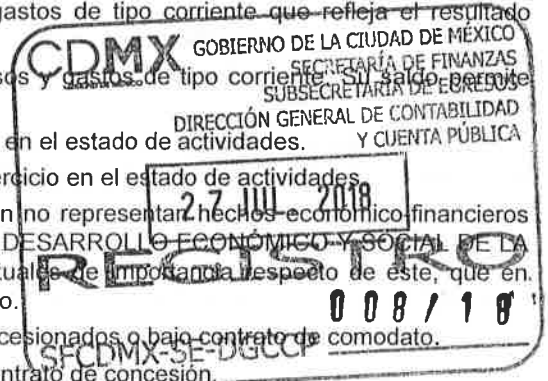 gastos de tipo corriente que refleja el resultado
CDMX GOBIERNO DE LA CIUDAD DE MÉXICO
SECRETARÍA DE FINANZAS
sos y gastos de tipo corriente. Su saldo permite
SUBSECRETARÍA DE EGRESOS
DIRECCIÓN GENERAL DE CONTABILIDAD
en el estado de actividades. Y CUENTA PÚBLICA
ercicio en el estado de actividades.
27 JUL 2018
n no representan hechos económico-financieros
DESARROLLO ECONÓMICO Y SOCIAL DE LA
REGISTRO
tuales de importancia respecto de éste, que en
o.
008/18
cesionados o bajo contrato de comodato.
SFCDMX-SE-DGCCP
ntrato de concesión.